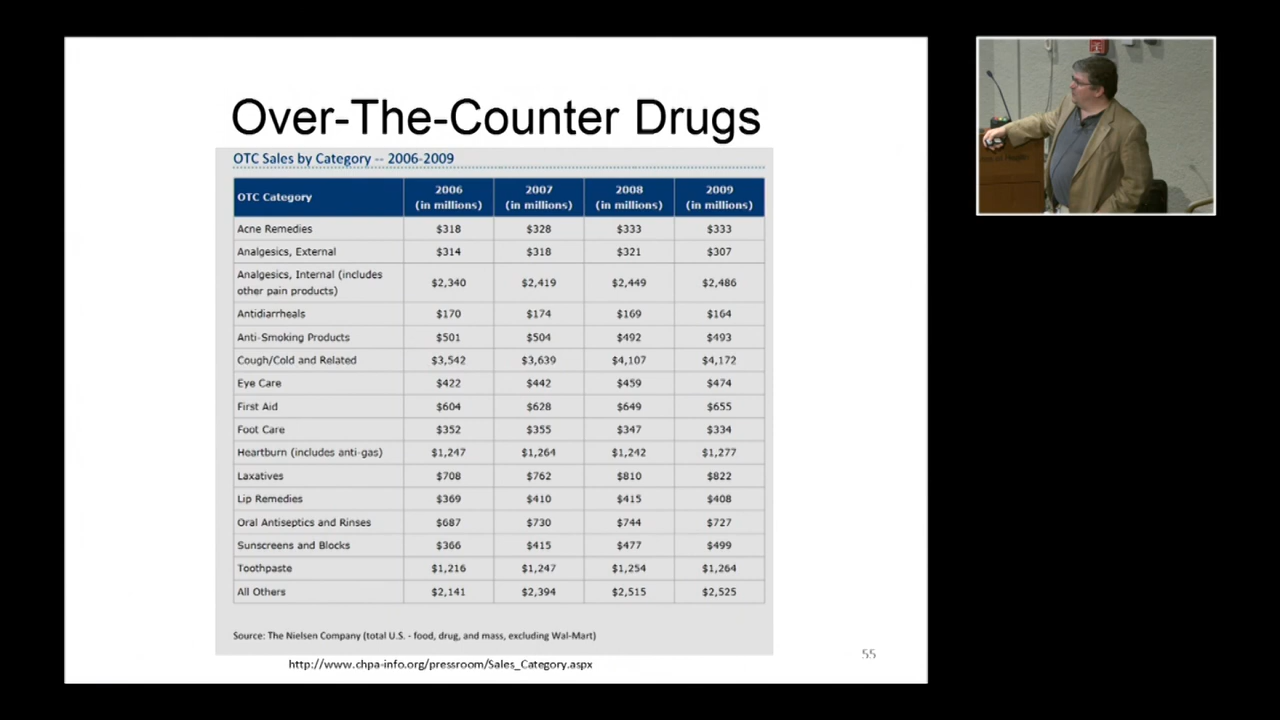 Over-The-Counter Drugs
OTC Sales by Category -- 2006-2009
OTC Category 2006 (in millions) 2007 (in millions) 2008 (in millions) 2009 (in millions)
Acne Remedies $318 $328 $333 $333
Analgesics, External $314 $318 $321 $307
Analgesics, Internal (includes other pain products) $2,340 $2,419 $2,449 $2,486
Antidiarrheals $170 $174 $169 $164
Anti-Smoking Products $501 $504 $492 $493
Cough/Cold and Related $3,542 $3,639 $4,107 $4,172
Eye Care $422 $442 $459 $474
First Aid $604 $628 $649 $655
Foot Care $352 $355 $347 $334
Heartburn (includes anti-gas) $1,247 $1,264 $1,242 $1,277
Laxatives $708 $762 $810 $822
Lip Remedies $369 $410 $415 $408
Oral Antiseptics and Rinses $687 $730 $744 $727
Sunscreens and Blocks $366 $415 $477 $499
Toothpaste $1,216 $1,247 $1,254 $1,264
All Others $2,141 $2,394 $2,515 $2,525
Source: The Nielsen Company (total U.S. - food, drug, and mass, excluding Wal-Mart)
http://www.chpa-info.org/pressroom/Sales_Category.aspx
55